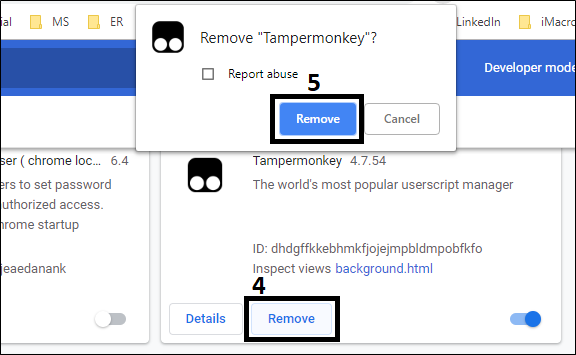 ial
MS
ER
LinkedIn
iMacro
Remove "Tampermonkey"?
Report abuse
5
Remove
Cancel
Developer mode
ser ( chrome loc... 6.4
ers to set password
authorized access.
hrome startup
jeaedanank
Tampermonkey 4.7.54
The world's most popular userscript manager
ID: dhdgffkkebhmkfjojejmpbldmpobfkfo
Inspect views background.html
4
Details
Remove